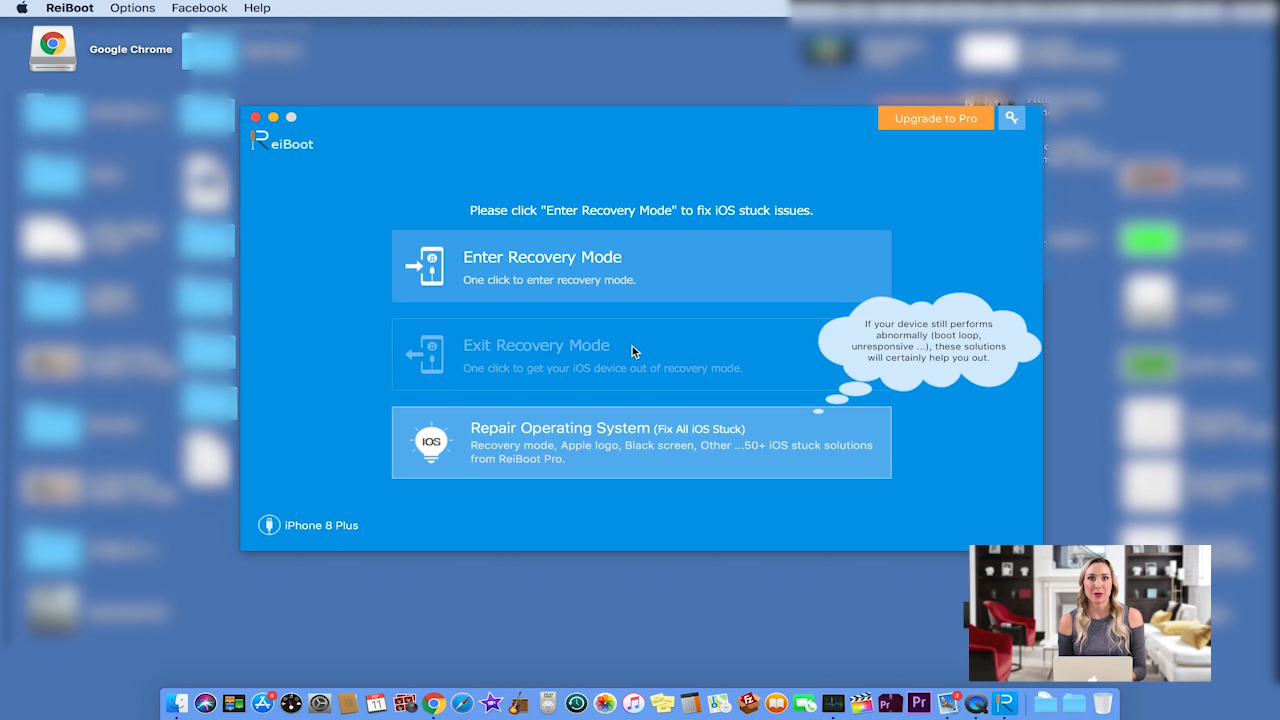 ReiBoot Options Facebook Help
Google Chrome
Upgrade to Pro
ReiBoot
Please click "Enter Recovery Mode" to fix iOS stuck issues.
Enter Recovery Mode
One click to enter recovery mode.
If your device still performs
abnormally (boot loop,
unresponsive ...), these solutions
will certainly help you out.
Exit Recovery Mode
One click to get your iOS device out of recovery mode.
iOS
Repair Operating System (Fix All iOS Stuck)
Recovery mode, Apple logo, Black screen, Other ...50+ iOS stuck solutions
from ReiBoot Pro.
iPhone 8 Plus